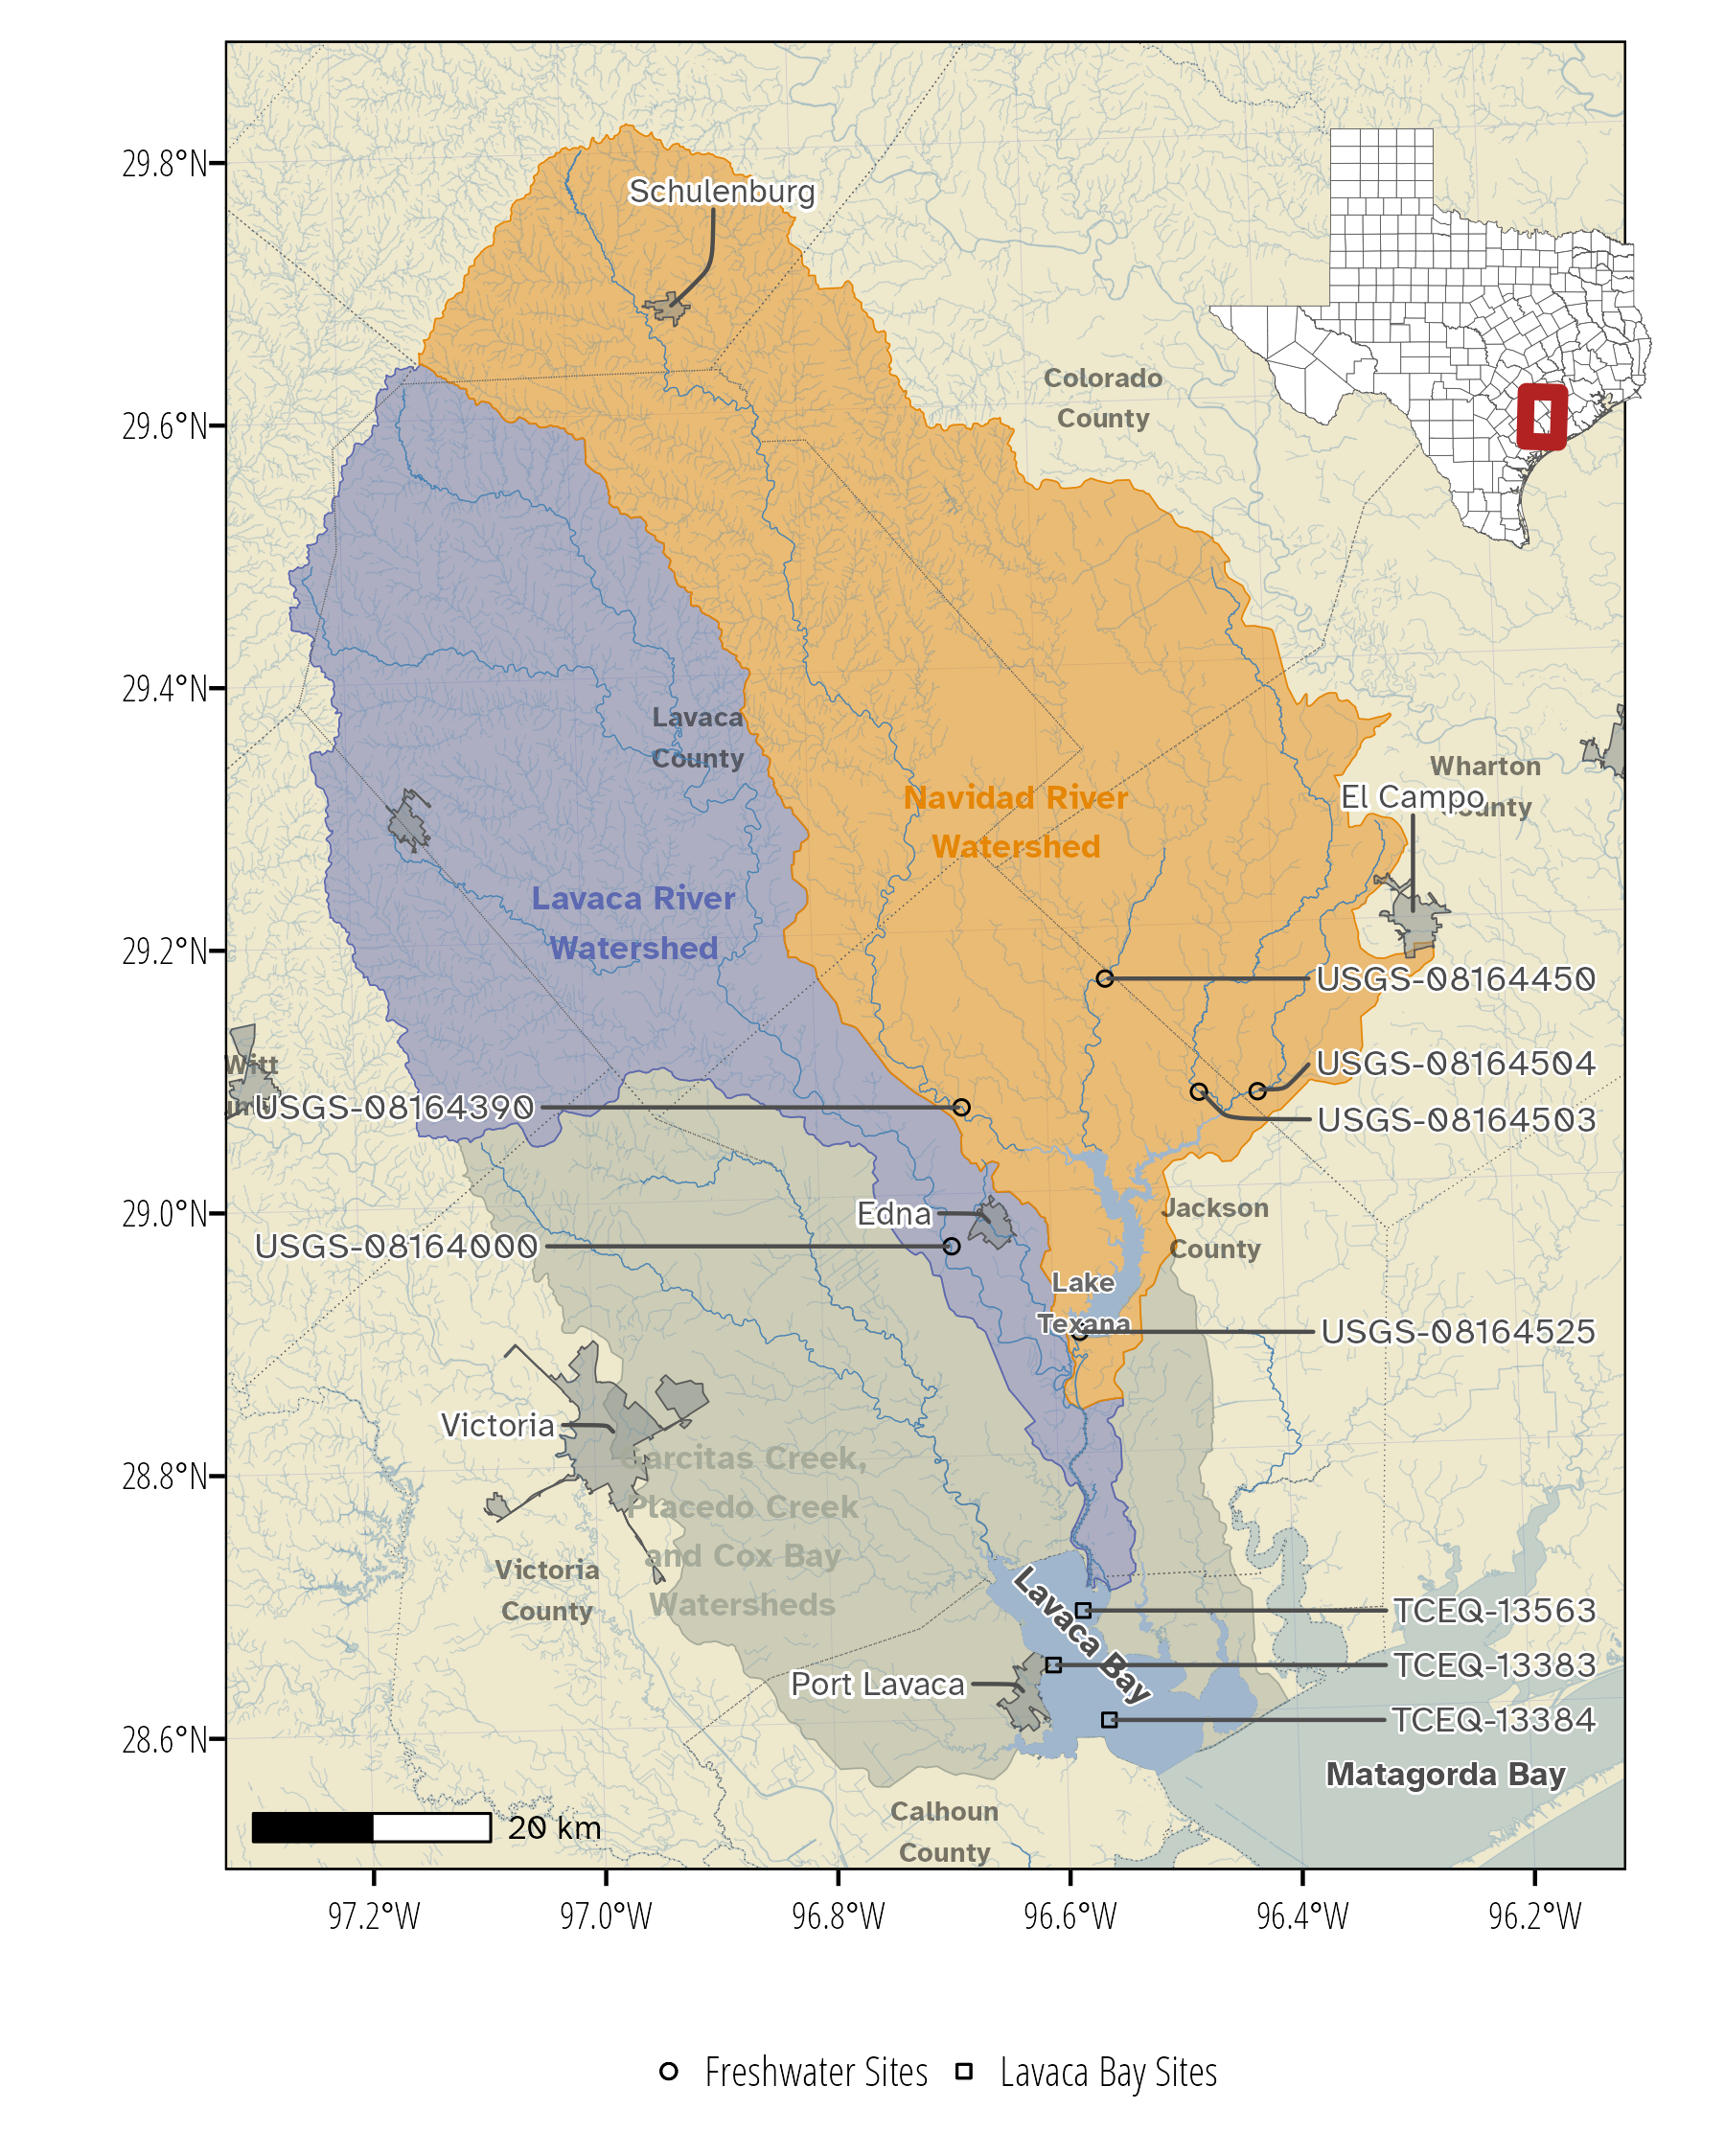 29.8°N
Schulenburg
Colorado
County
29.6°N
29.4°N
Lavaca
County
Wharton
El Campo
Navidad River
Watershed
Lavaca River
Watershed
29.2°N
USGS-08164450
Witt
USGS-08164504
USGS-08164390
USGS-08164503
29.0°N
Edna
Jackson
County
USGS-08164000
Lake
Texana
USGS-08164525
Victoria
28.8°N
arcitas Creek,
Placedo Creek
and Cox Bay
Watersheds
Victoria
County
Lavaca Bay
TCEQ-13563
TCEQ-13383
Port Lavaca
TCEQ-13384
28.6°N
Matagorda Bay
Calhoun
County
20 km
97.2°W
97.0°W
96.8°W
96.6°W
96.4°W
96.2°W
Freshwater Sites
Lavaca Bay Sites